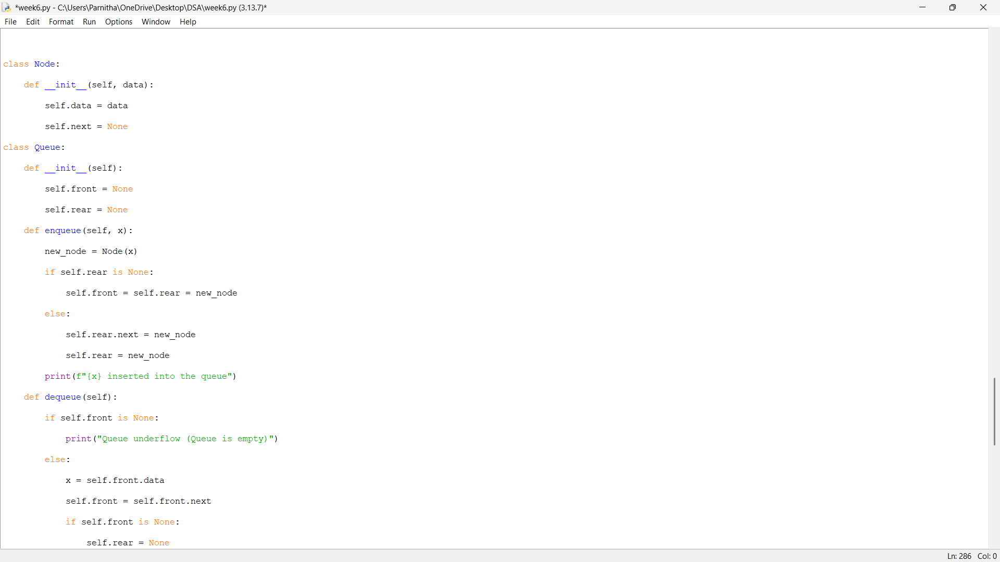 *week6.py - C:\Users\Parnitha\OneDrive\Desktop\DSA\week6.py (3.13.7)*
File Edit Format Run Options Window Help
class Node:
    def __init__(self, data):
        self.data = data
        self.next = None
class Queue:
    def __init__(self):
        self.front = None
        self.rear = None
    def enqueue(self, x):
        new_node = Node(x)
        if self.rear is None:
            self.front = self.rear = new_node
        else:
            self.rear.next = new_node
            self.rear = new_node
        print(f"{x} inserted into the queue")
    def dequeue(self):
        if self.front is None:
            print("Queue underflow (Queue is empty)")
        else:
            x = self.front.data
            self.front = self.front.next
            if self.front is None:
                self.rear = None
Ln: 286 Col: 0